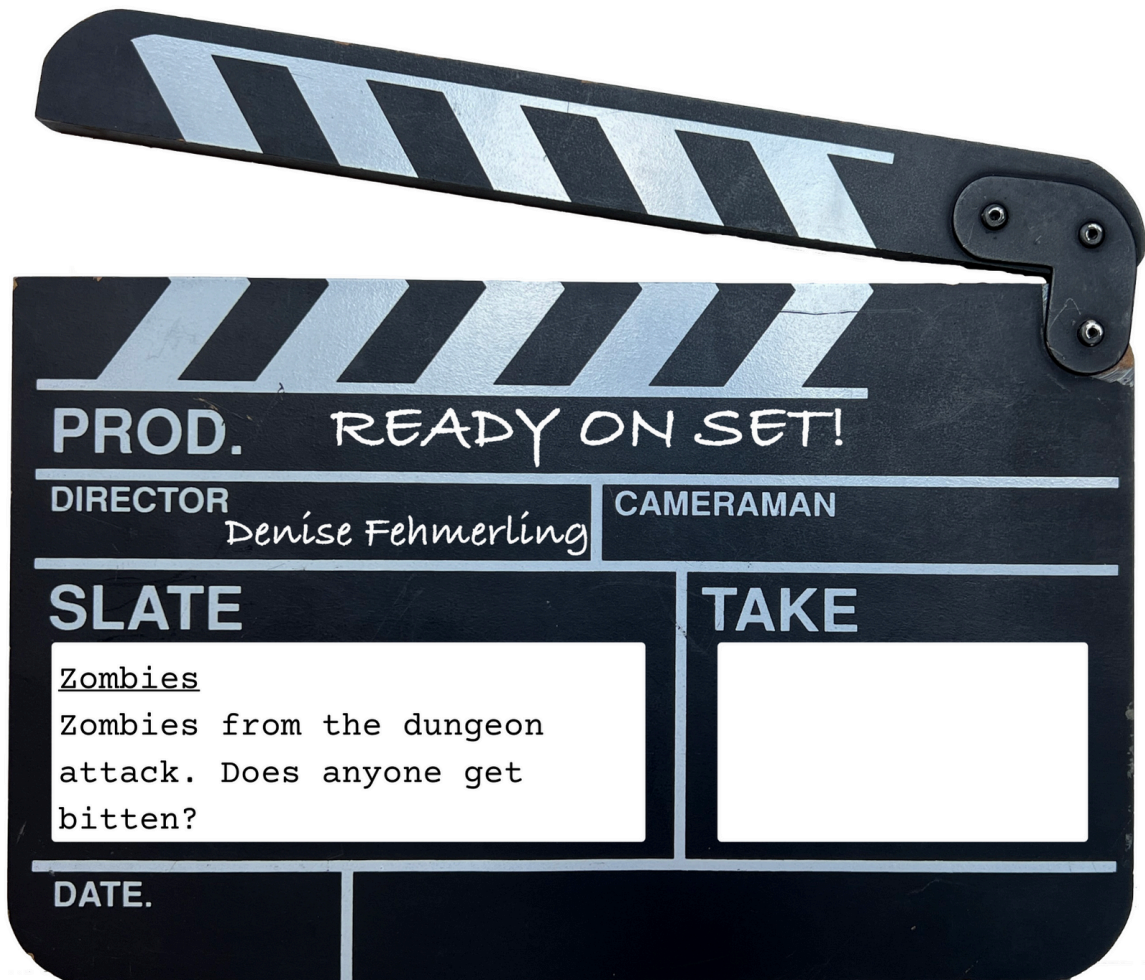 PROD. READY ON SET!
DIRECTOR
CAMERAMAN
Denise Fehmerling
SLATE
TAKE
Zombies
Zombies from the dungeon
attack. Does anyone get
bitten?
DATE.